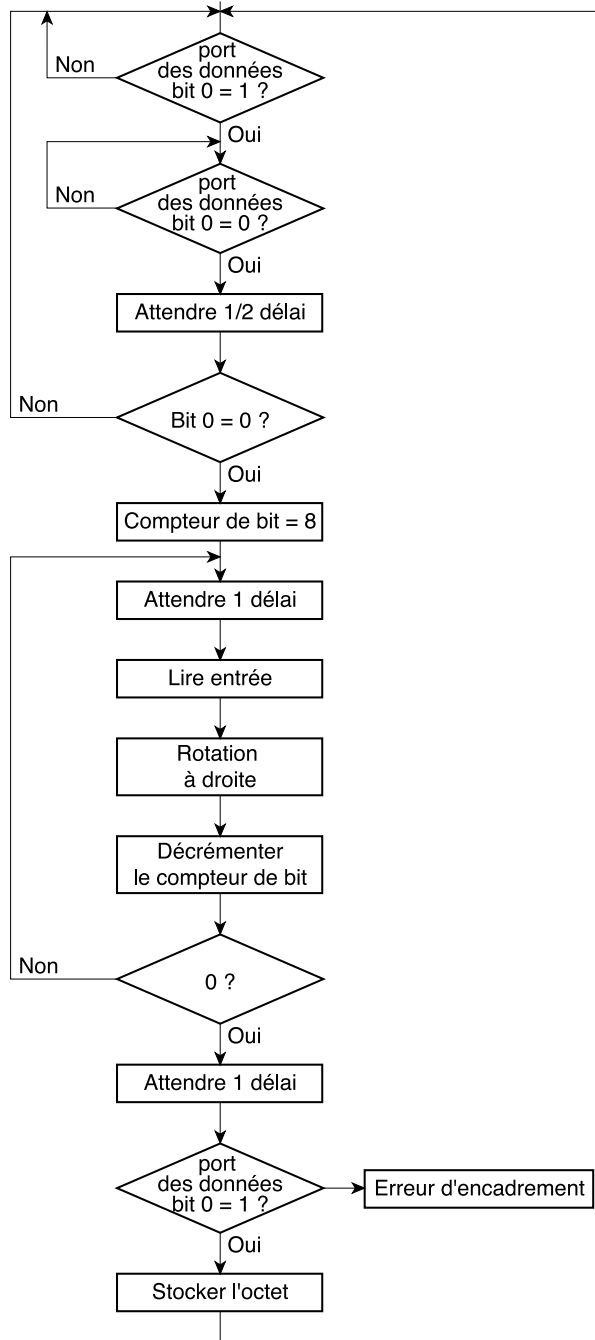 port
des données
bit 0 = 1 ?
Non
Oui
port
des données
bit 0 = 0 ?
Non
Oui
Attendre 1/2 délai
Bit 0 = 0 ?
Non
Oui
Compteur de bit = 8
Attendre 1 délai
Lire entrée
Rotation
à droite
Décrémenter
le compteur de bit
0 ?
Non
Oui
Attendre 1 délai
port
des données
bit 0 = 1 ?
Erreur d'encadrement
Oui
Stocker l'octet